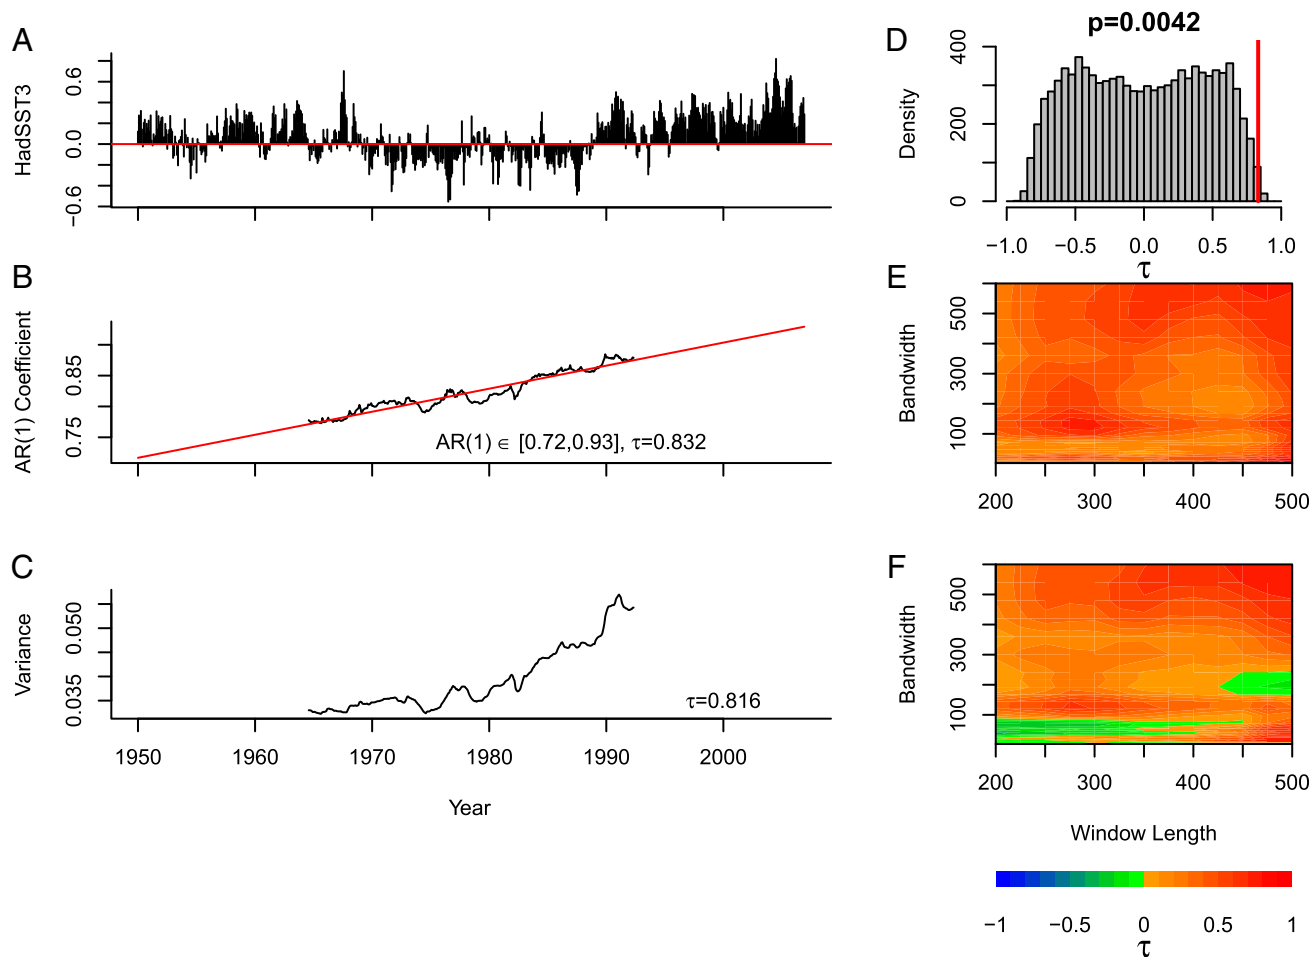 A
HadSST3
0.6
0.0
−0.6
B
AR(1) Coefficient
0.85
0.75
AR(1) ∈ [0.72,0.93], τ=0.832
C
Variance
0.050
0.035
τ=0.816
1950 1960 1970 1980 1990 2000
Year
D
p=0.0042
Density
400
200
0
−1.0 −0.5 0.0 0.5 1.0
τ
E
Bandwidth
500
300
100
200 300 400 500
F
Bandwidth
500
300
100
200 300 400 500
Window Length
−1 −0.5 0 0.5 1
τ